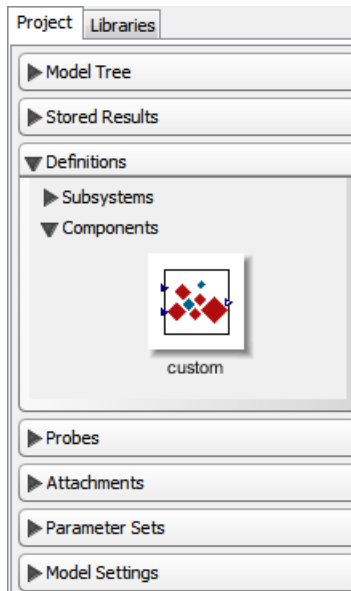 Project Libraries
Model Tree
Stored Results
Definitions
Subsystems
Components
custom
Probes
Attachments
Parameter Sets
Model Settings